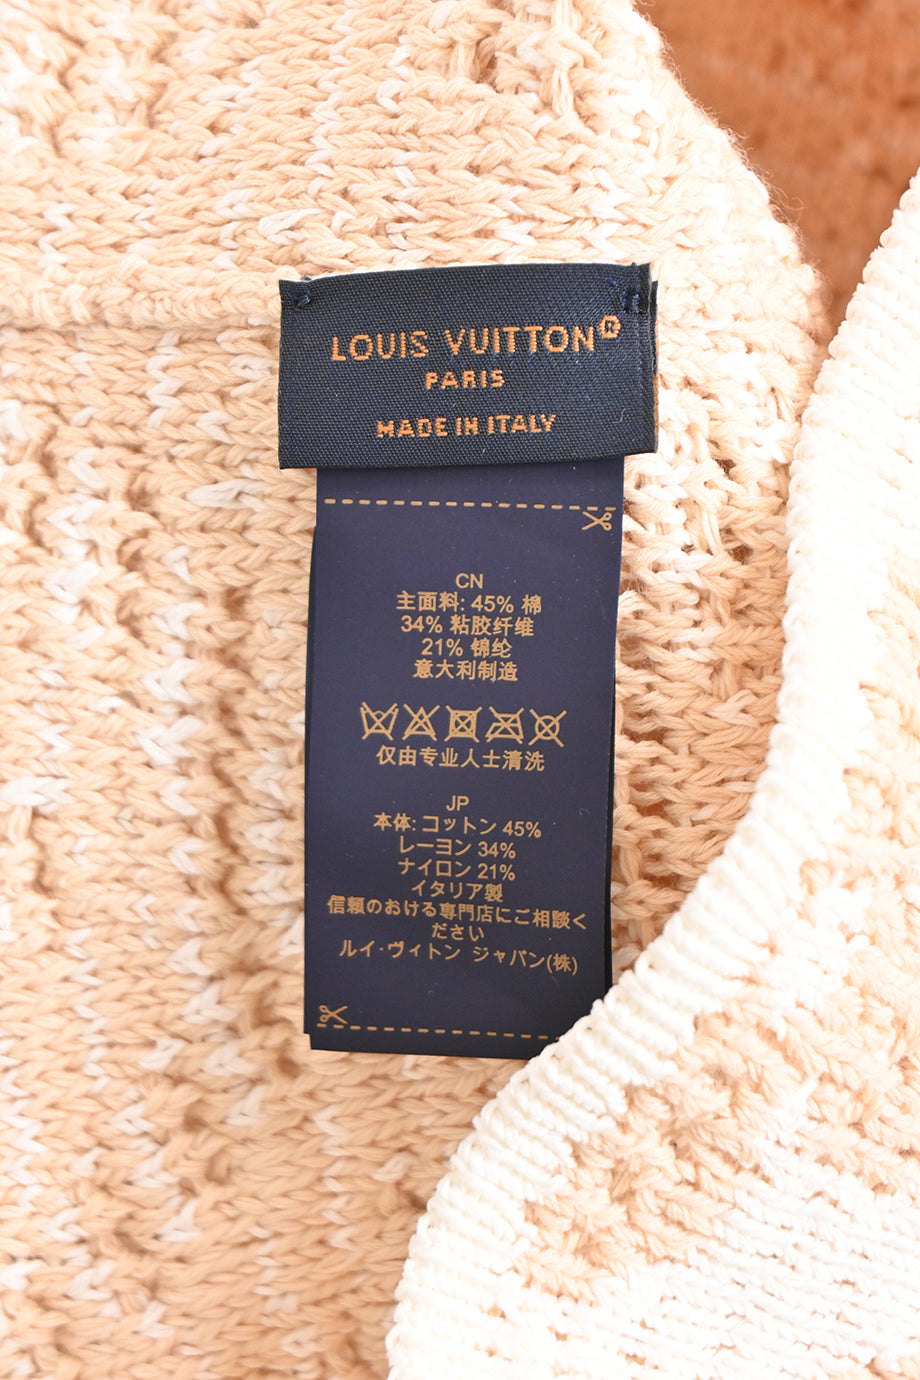 LOUIS VUITTON®
PARIS
MADE IN ITALY
CN
主面料: 45% 棉
34% 粘胶纤维
21% 锦纶
意大利制造
仅由专业人士清洗
JP
本体: コットン 45%
レーヨン 34%
ナイロン 21%
イタリア製
信頼のおける専門店にご相談く
ださい
ルイ・ヴィトン ジャパン(株)